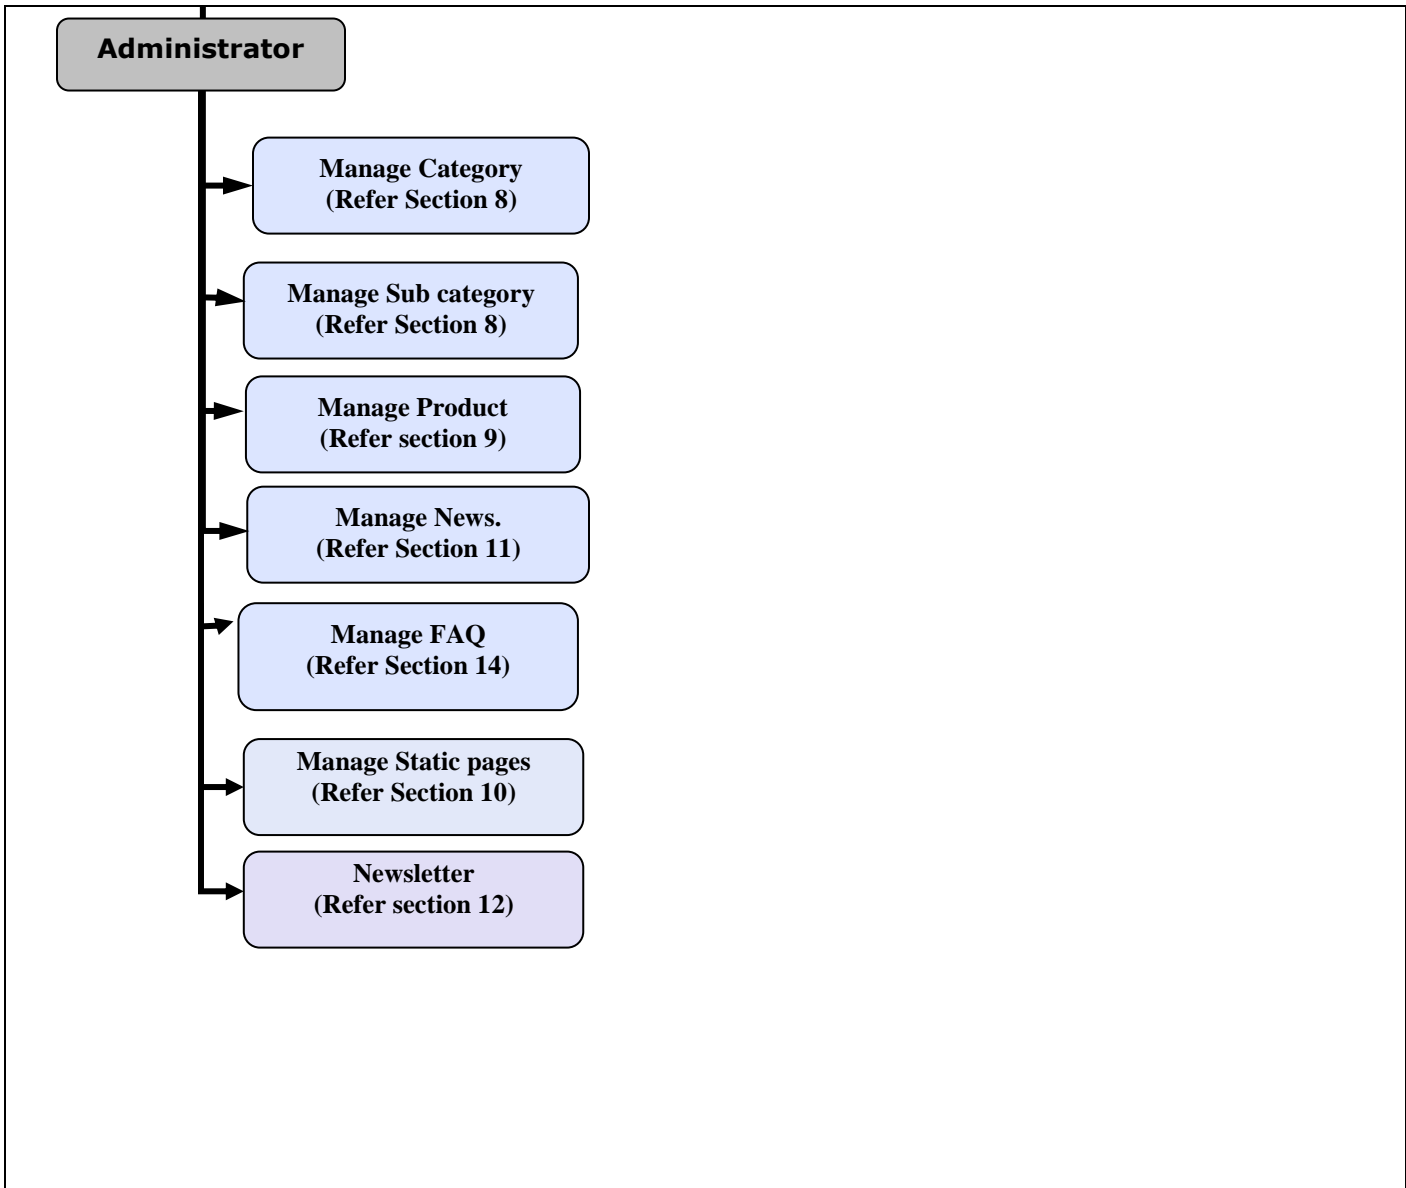 Administrator
Manage Category
(Refer Section 8)
Manage Sub category
(Refer Section 8)
Manage Product
(Refer section 9)
Manage News.
(Refer Section 11)
Manage FAQ
(Refer Section 14)
Manage Static pages
(Refer Section 10)
Newsletter
(Refer section 12)